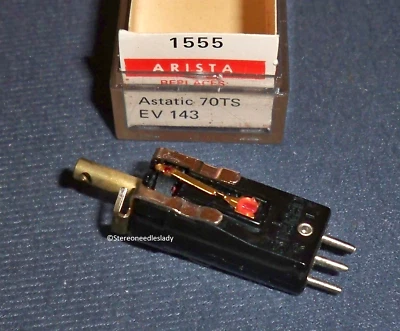 1555
ARISTA
REPLACES
Astatic 70TS
EV 143
©Stereoneedleslady